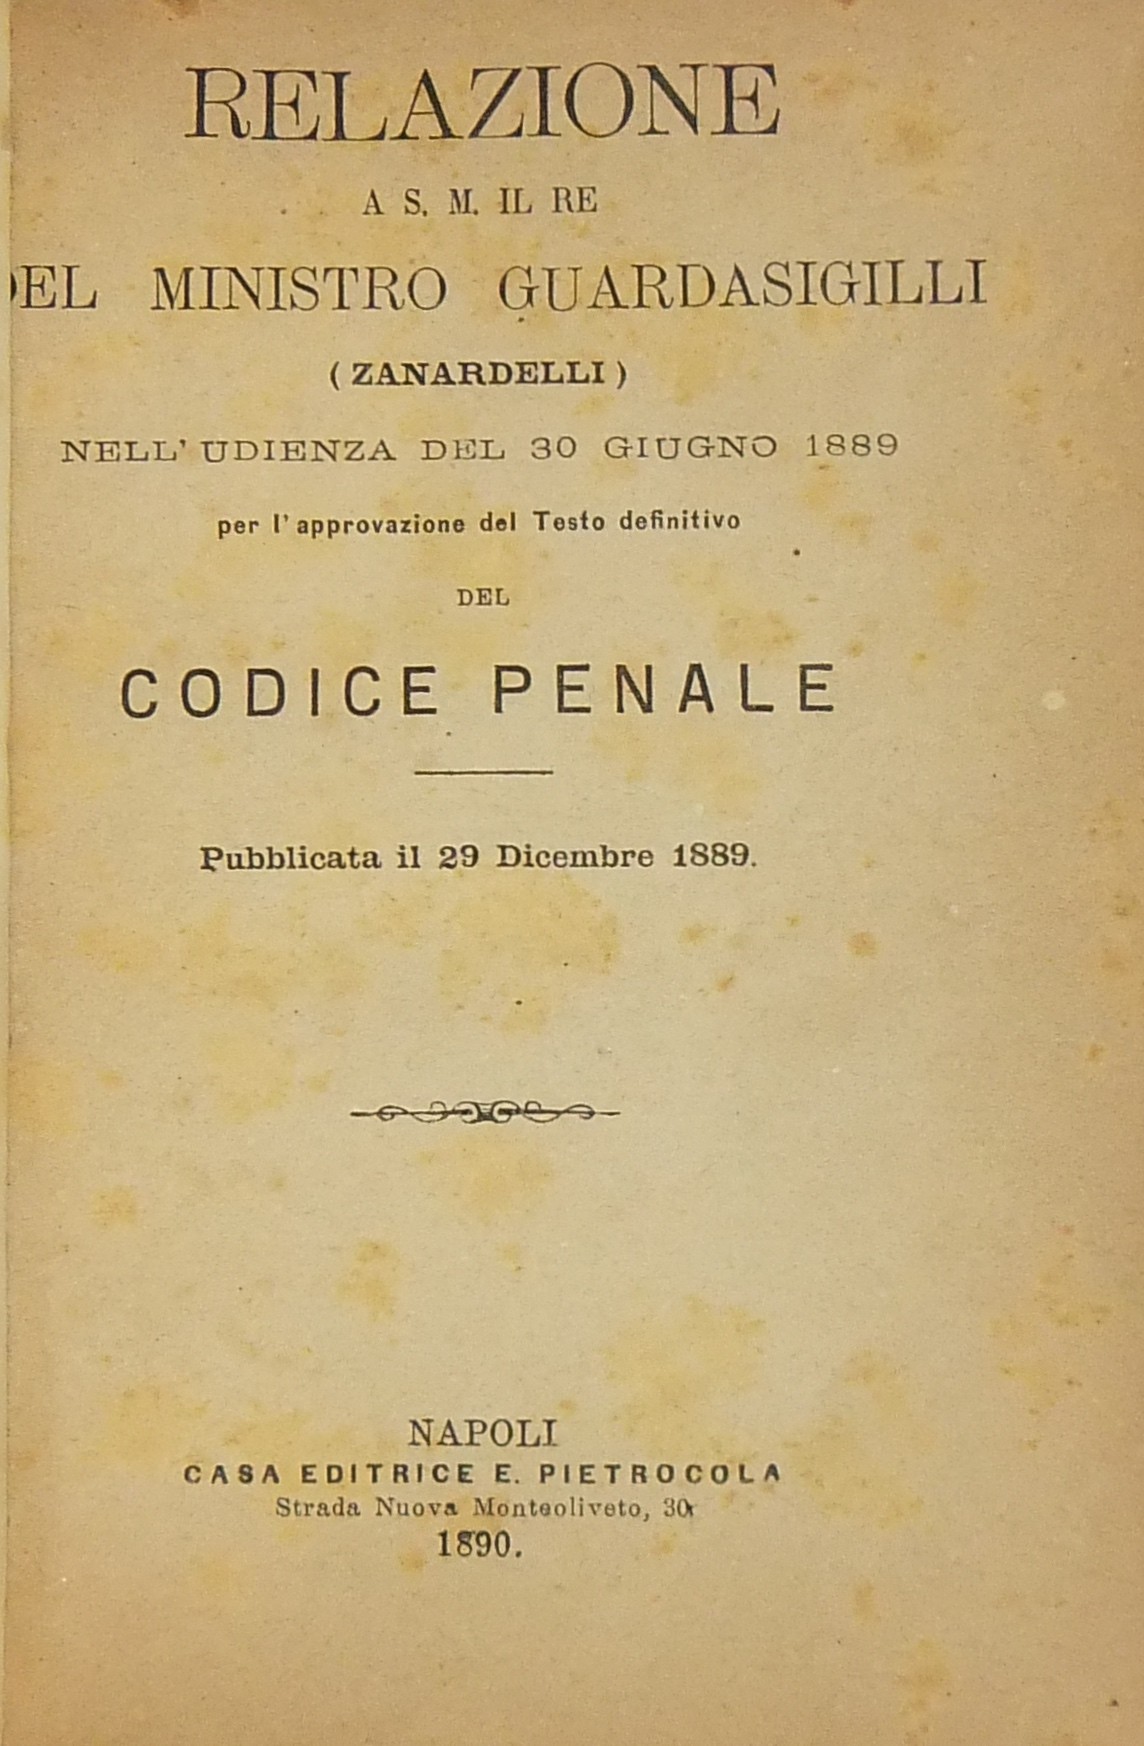 RELAZIONE
A S. M. IL RE
DEL MINISTRO GUARDASIGILLI
( ZANARDELLI )
NELL' UDIENZA DEL 30 GIUGNO 1889
per l' approvazione del Testo definitivo
DEL
CODICE PENALE
Pubblicata il 29 Dicembre 1889.
NAPOLI
CASA EDITRICE E. PIETROCOLA
Strada Nuova Monteoliveto, 30
1890.